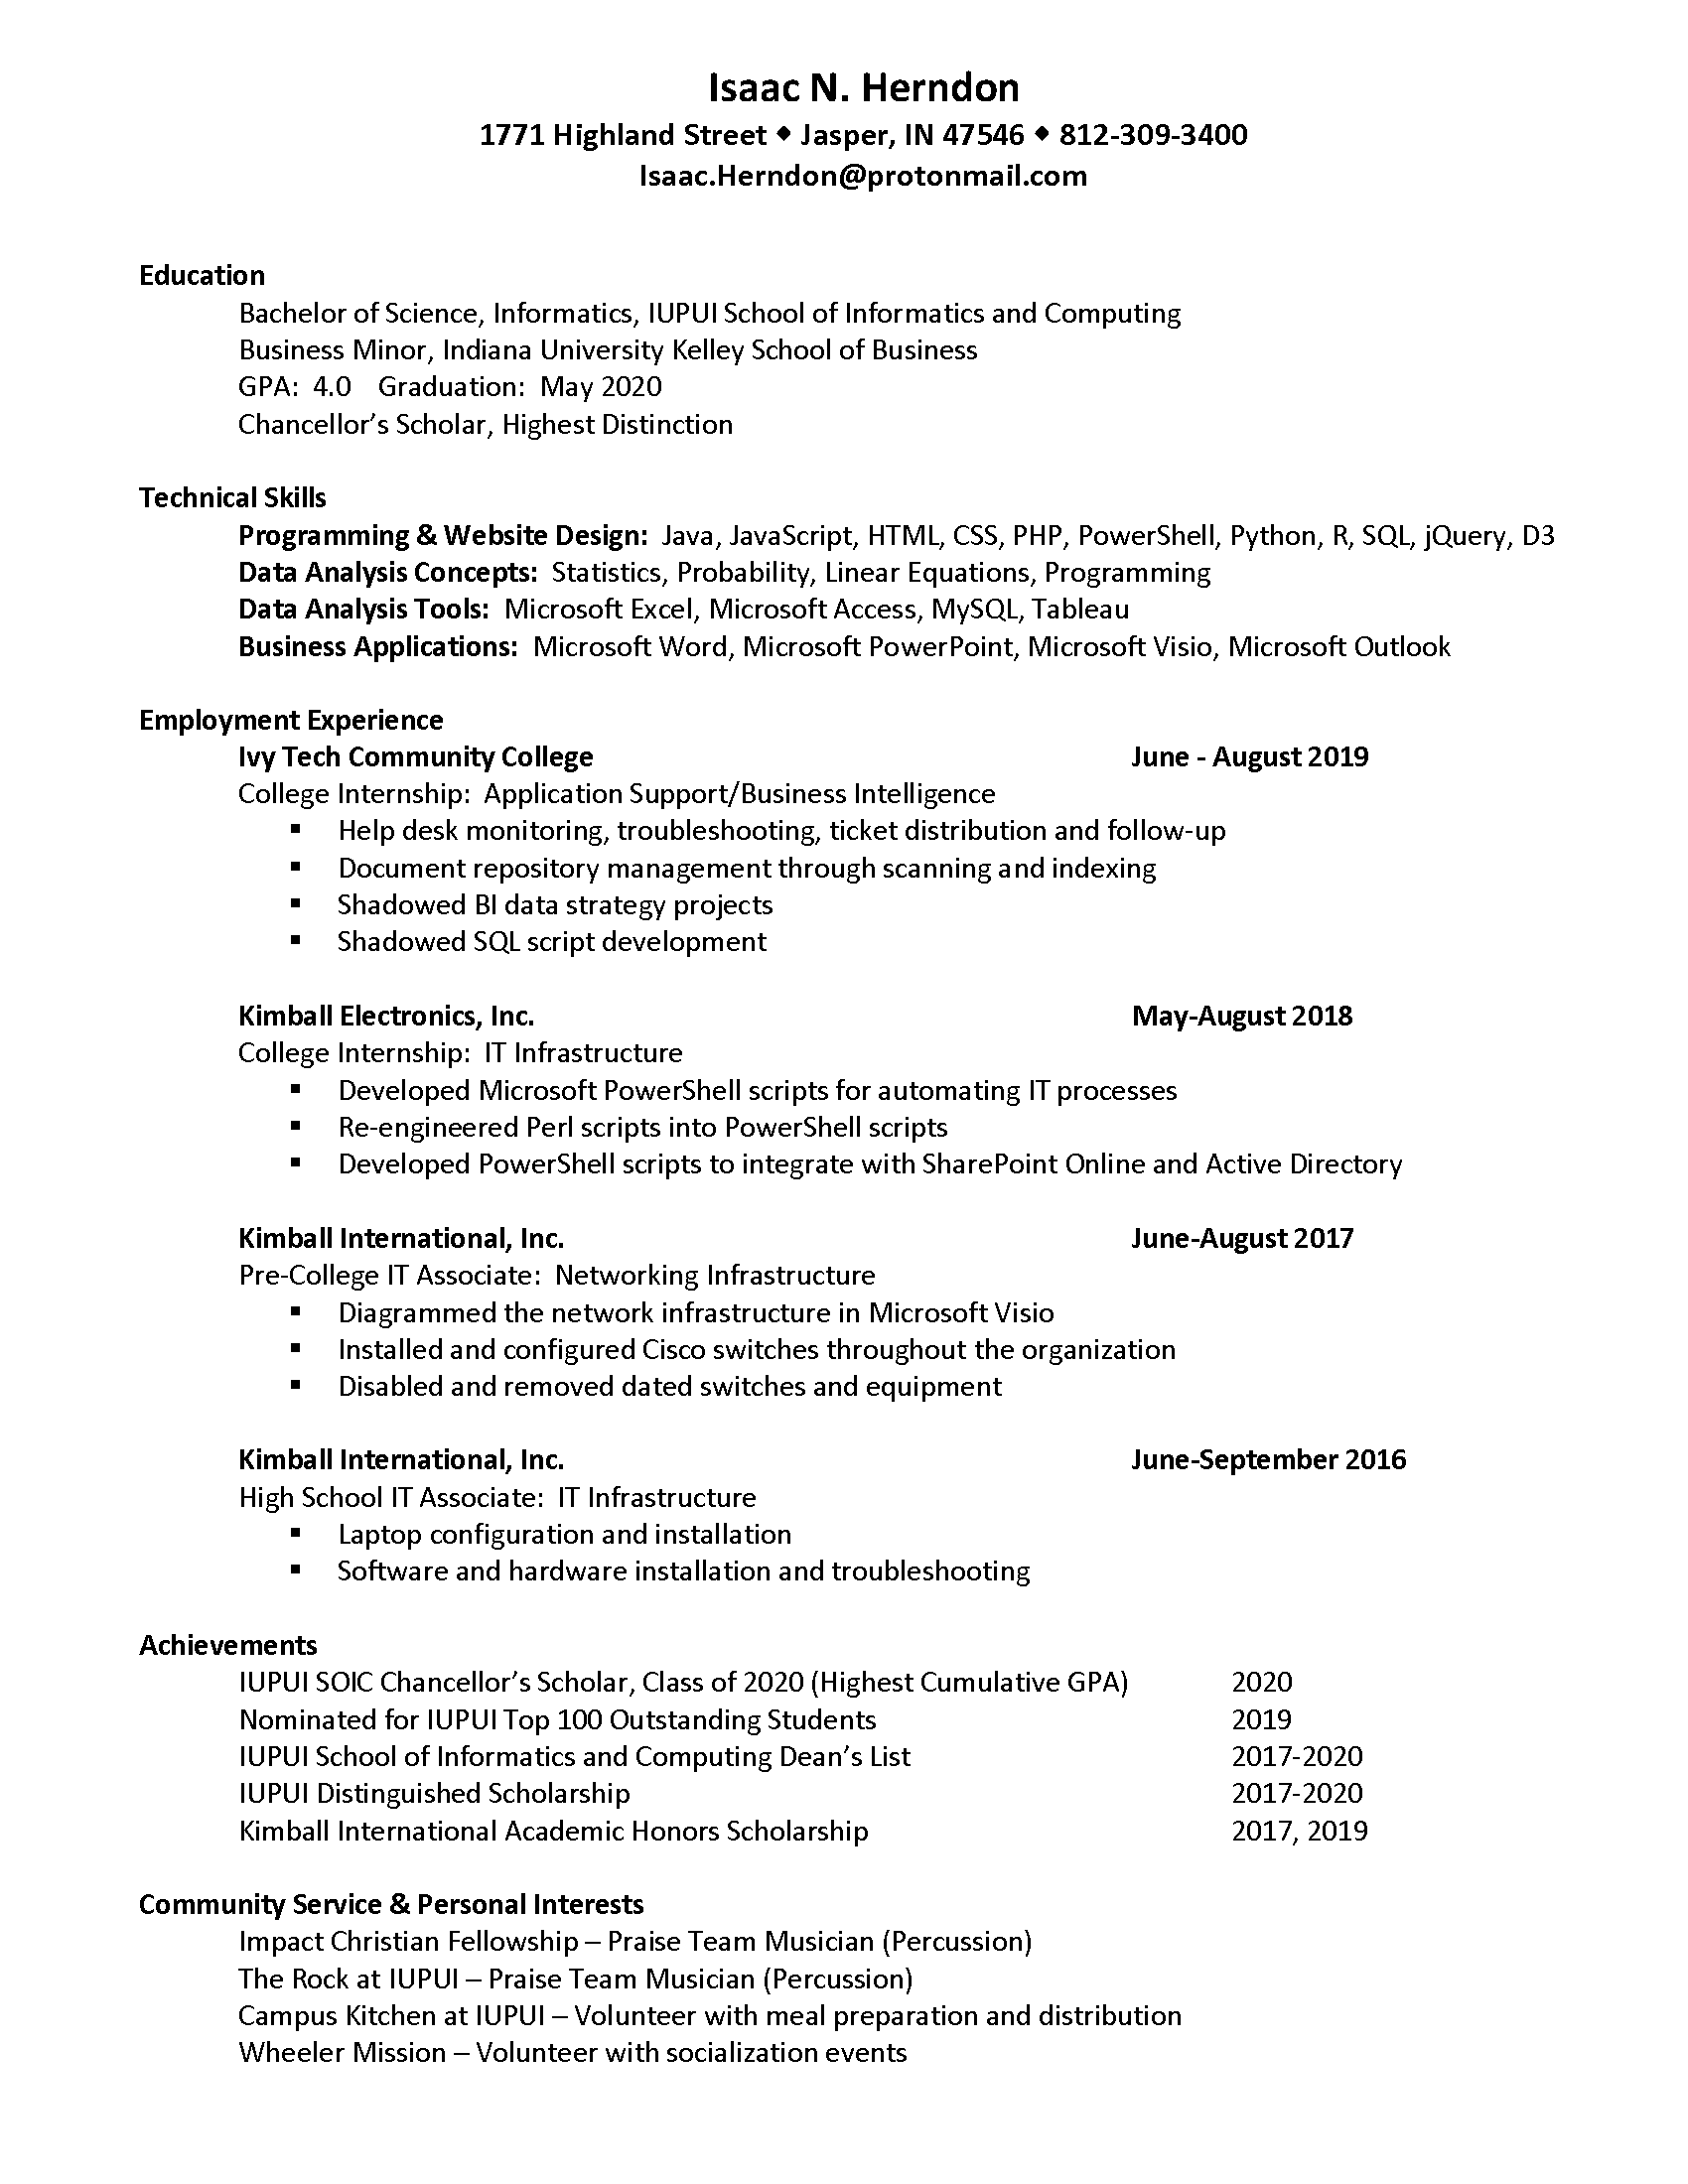 Isaac N. Herndon
1771 Highland Street ◆ Jasper, IN 47546 ◆ 812-309-3400
Isaac.Herndon@protonmail.com
Education
Bachelor of Science, Informatics, IUPUI School of Informatics and Computing
Business Minor, Indiana University Kelley School of Business
GPA: 4.0 Graduation: May 2020
Chancellor’s Scholar, Highest Distinction
Technical Skills
Programming & Website Design: Java, JavaScript, HTML, CSS, PHP, PowerShell, Python, R, SQL, jQuery, D3
Data Analysis Concepts: Statistics, Probability, Linear Equations, Programming
Data Analysis Tools: Microsoft Excel, Microsoft Access, MySQL, Tableau
Business Applications: Microsoft Word, Microsoft PowerPoint, Microsoft Visio, Microsoft Outlook
Employment Experience
Ivy Tech Community College June - August 2019
College Internship: Application Support/Business Intelligence
▪ Help desk monitoring, troubleshooting, ticket distribution and follow-up
▪ Document repository management through scanning and indexing
▪ Shadowed BI data strategy projects
▪ Shadowed SQL script development
Kimball Electronics, Inc. May-August 2018
College Internship: IT Infrastructure
▪ Developed Microsoft PowerShell scripts for automating IT processes
▪ Re-engineered Perl scripts into PowerShell scripts
▪ Developed PowerShell scripts to integrate with SharePoint Online and Active Directory
Kimball International, Inc. June-August 2017
Pre-College IT Associate: Networking Infrastructure
▪ Diagrammed the network infrastructure in Microsoft Visio
▪ Installed and configured Cisco switches throughout the organization
▪ Disabled and removed dated switches and equipment
Kimball International, Inc. June-September 2016
High School IT Associate: IT Infrastructure
▪ Laptop configuration and installation
▪ Software and hardware installation and troubleshooting
Achievements
IUPUI SOIC Chancellor’s Scholar, Class of 2020 (Highest Cumulative GPA) 2020
Nominated for IUPUI Top 100 Outstanding Students 2019
IUPUI School of Informatics and Computing Dean’s List 2017-2020
IUPUI Distinguished Scholarship 2017-2020
Kimball International Academic Honors Scholarship 2017, 2019
Community Service & Personal Interests
Impact Christian Fellowship – Praise Team Musician (Percussion)
The Rock at IUPUI – Praise Team Musician (Percussion)
Campus Kitchen at IUPUI – Volunteer with meal preparation and distribution
Wheeler Mission – Volunteer with socialization events